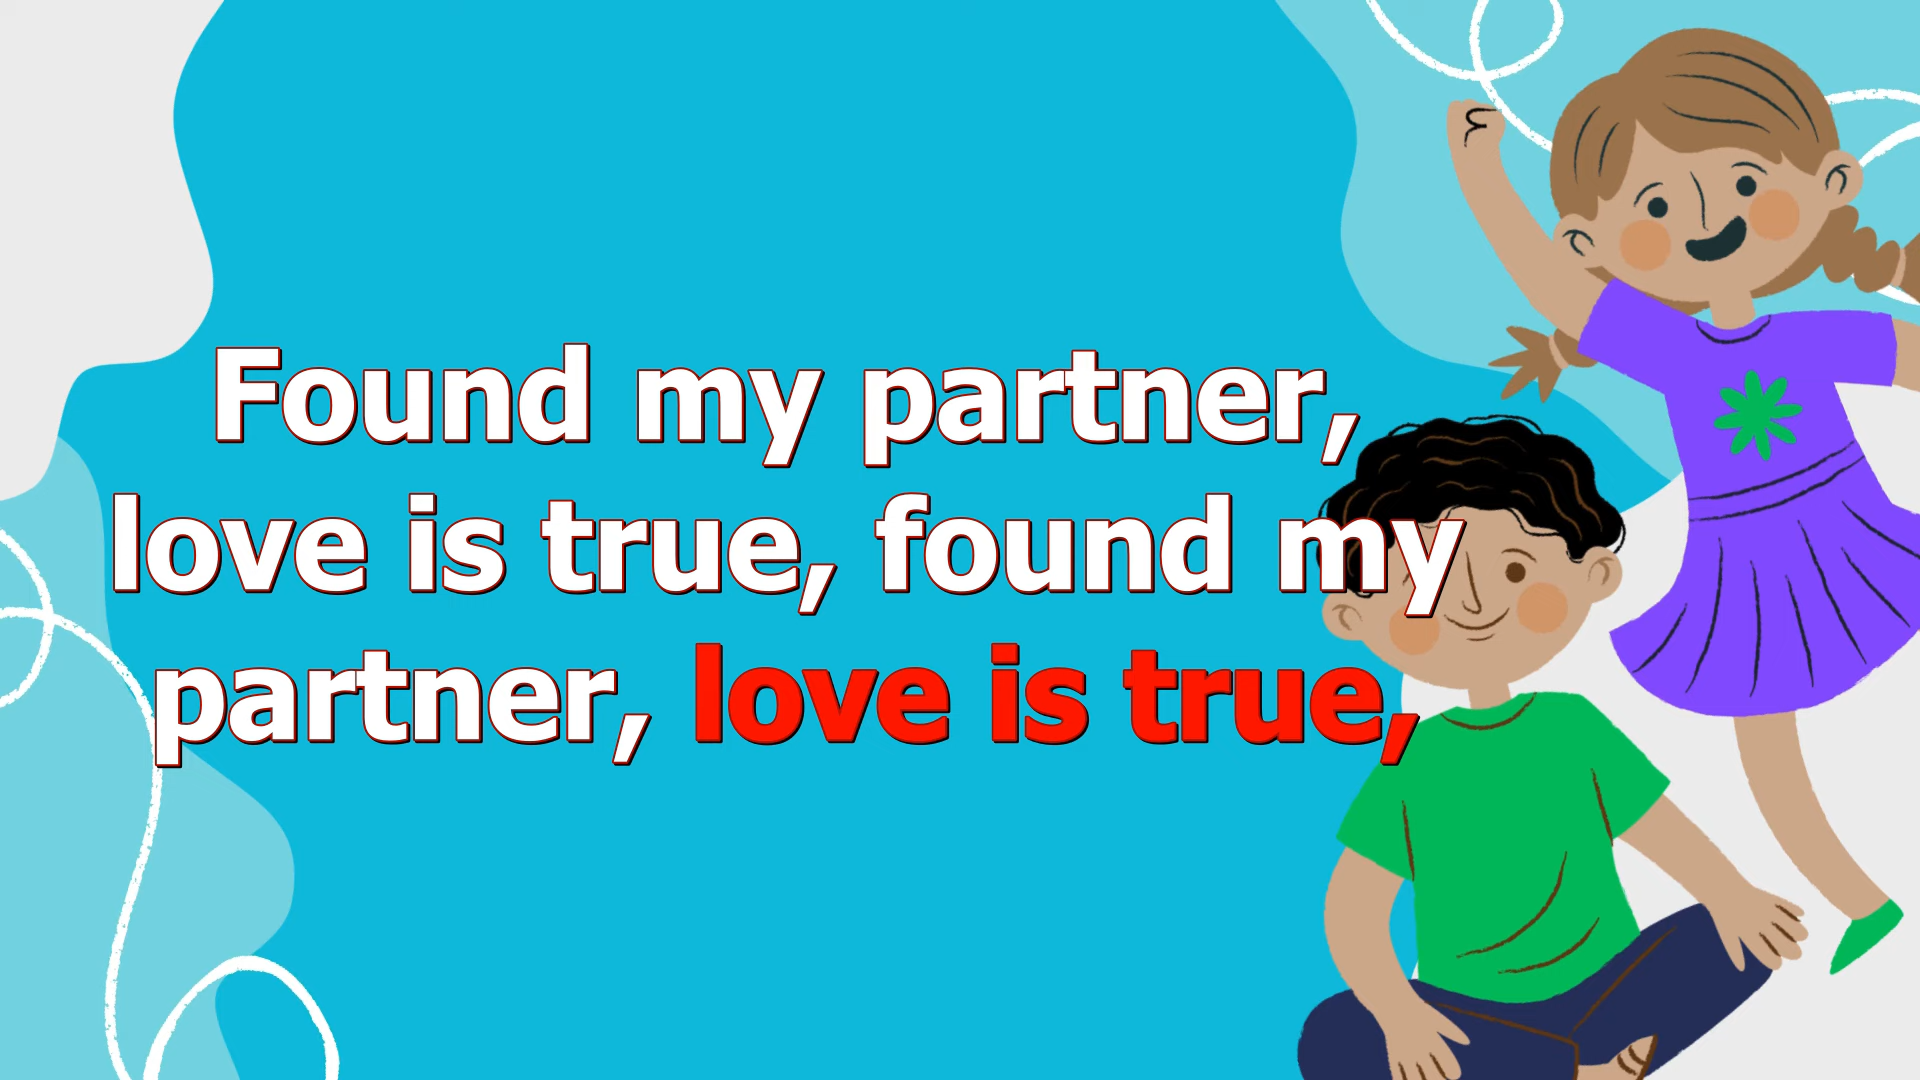 Found my partner,
love is true, found my
partner, love is true,